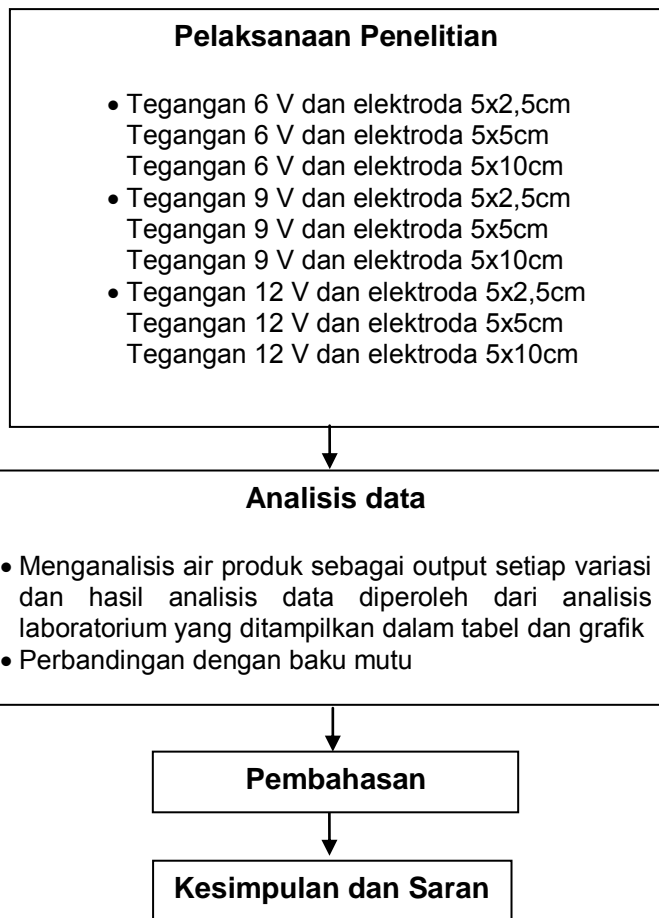 Pelaksanaan Penelitian
• Tegangan 6 V dan elektroda 5x2,5cm
Tegangan 6 V dan elektroda 5x5cm
Tegangan 6 V dan elektroda 5x10cm
• Tegangan 9 V dan elektroda 5x2,5cm
Tegangan 9 V dan elektroda 5x5cm
Tegangan 9 V dan elektroda 5x10cm
• Tegangan 12 V dan elektroda 5x2,5cm
Tegangan 12 V dan elektroda 5x5cm
Tegangan 12 V dan elektroda 5x10cm
Analisis data
• Menganalisis air produk sebagai output setiap variasi
dan hasil analisis data diperoleh dari analisis
laboratorium yang ditampilkan dalam tabel dan grafik
• Perbandingan dengan baku mutu
Pembahasan
Kesimpulan dan Saran